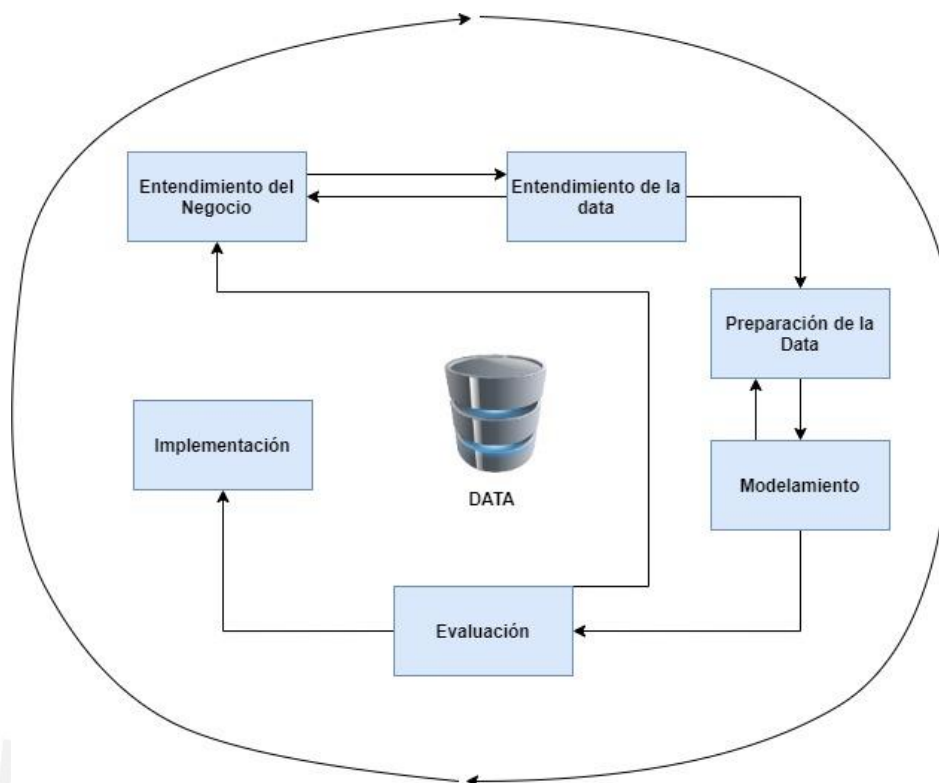 Entendimiento del
Negocio
Entendimiento de la
data
Preparación de la
Data
Implementación
Modelamiento
DATA
Evaluación